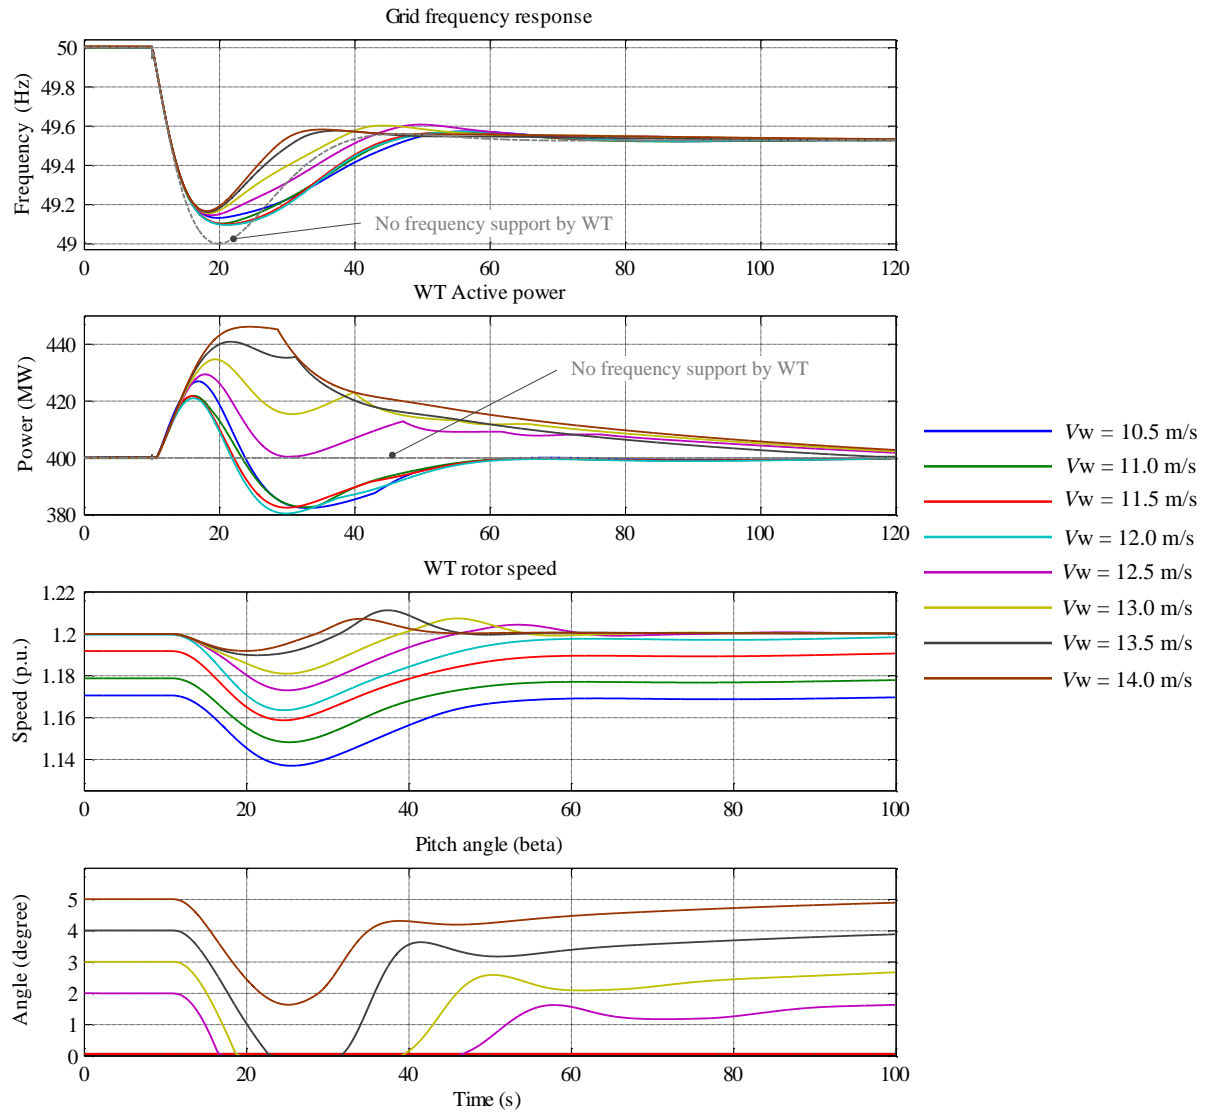 Grid frequency response
Frequency (Hz)
50
49.8
49.6
49.4
49.2
49
No frequency support by WT
0 20 40 60 80 100 120
WT Active power
Power (MW)
440
420
400
380
No frequency support by WT
0 20 40 60 80 100 120
WT rotor speed
Speed (p.u.)
1.22
1.2
1.18
1.16
1.14
0 20 40 60 80 100
Pitch angle (beta)
Angle (degree)
5
4
3
2
1
0
0 20 40 60 80 100
Time (s)
Vw = 10.5 m/s
Vw = 11.0 m/s
Vw = 11.5 m/s
Vw = 12.0 m/s
Vw = 12.5 m/s
Vw = 13.0 m/s
Vw = 13.5 m/s
Vw = 14.0 m/s